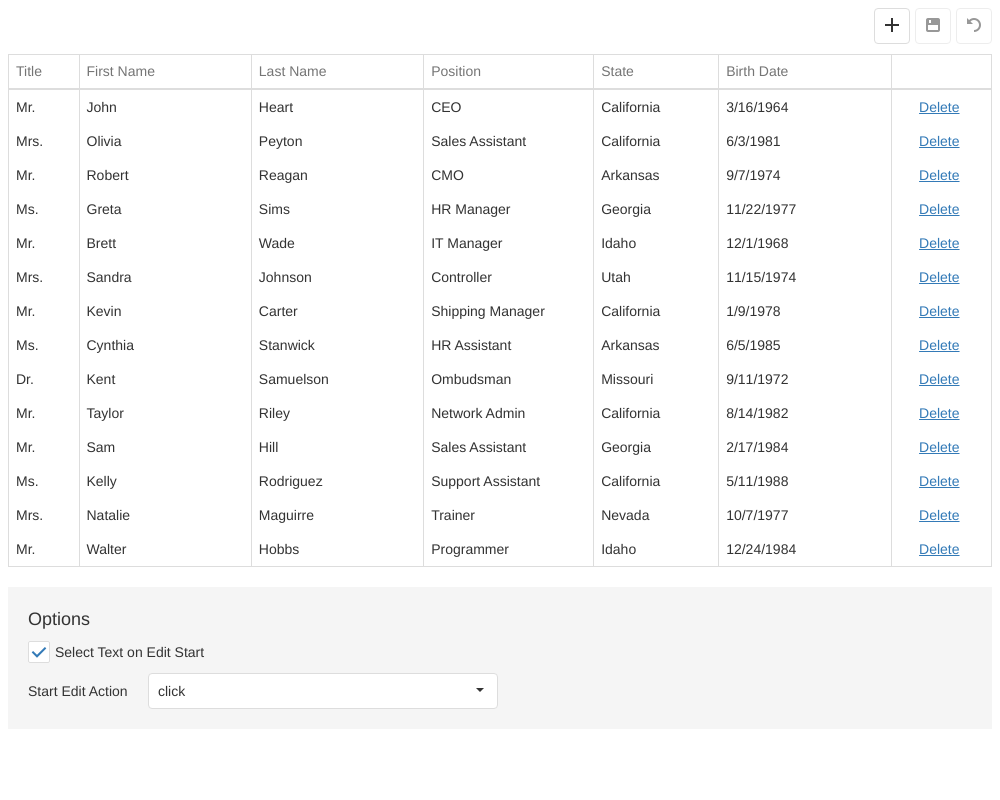 Title First Name Last Name Position State Birth Date
Mr. John Heart CEO California 3/16/1964 Delete
Mrs. Olivia Peyton Sales Assistant California 6/3/1981 Delete
Mr. Robert Reagan CMO Arkansas 9/7/1974 Delete
Ms. Greta Sims HR Manager Georgia 11/22/1977 Delete
Mr. Brett Wade IT Manager Idaho 12/1/1968 Delete
Mrs. Sandra Johnson Controller Utah 11/15/1974 Delete
Mr. Kevin Carter Shipping Manager California 1/9/1978 Delete
Ms. Cynthia Stanwick HR Assistant Arkansas 6/5/1985 Delete
Dr. Kent Samuelson Ombudsman Missouri 9/11/1972 Delete
Mr. Taylor Riley Network Admin California 8/14/1982 Delete
Mr. Sam Hill Sales Assistant Georgia 2/17/1984 Delete
Ms. Kelly Rodriguez Support Assistant California 5/11/1988 Delete
Mrs. Natalie Maguirre Trainer Nevada 10/7/1977 Delete
Mr. Walter Hobbs Programmer Idaho 12/24/1984 Delete
Options
Select Text on Edit Start
Start Edit Action click